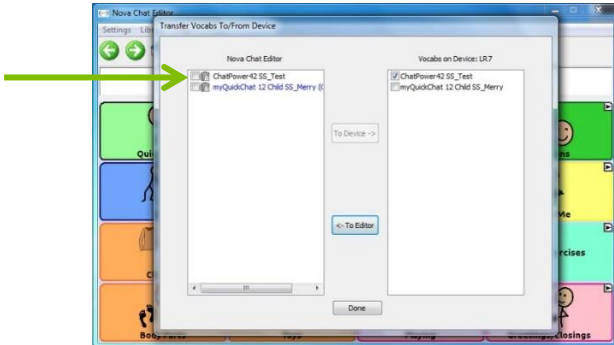 Nova Chat Editor
Transfer Vocabs To/From Device
Settings
Nova Chat Editor
Vocabs on Device: LR7
ChatPower42 SS_Test
myQuickChat 12 Child SS_Merry (
ChatPower42 SS_Test
myQuickChat 12 Child SS_Merry
To Device ->
<- To Editor
Done
Me
rcises
Body Parts
Toys
Playing
Greetings/Closings